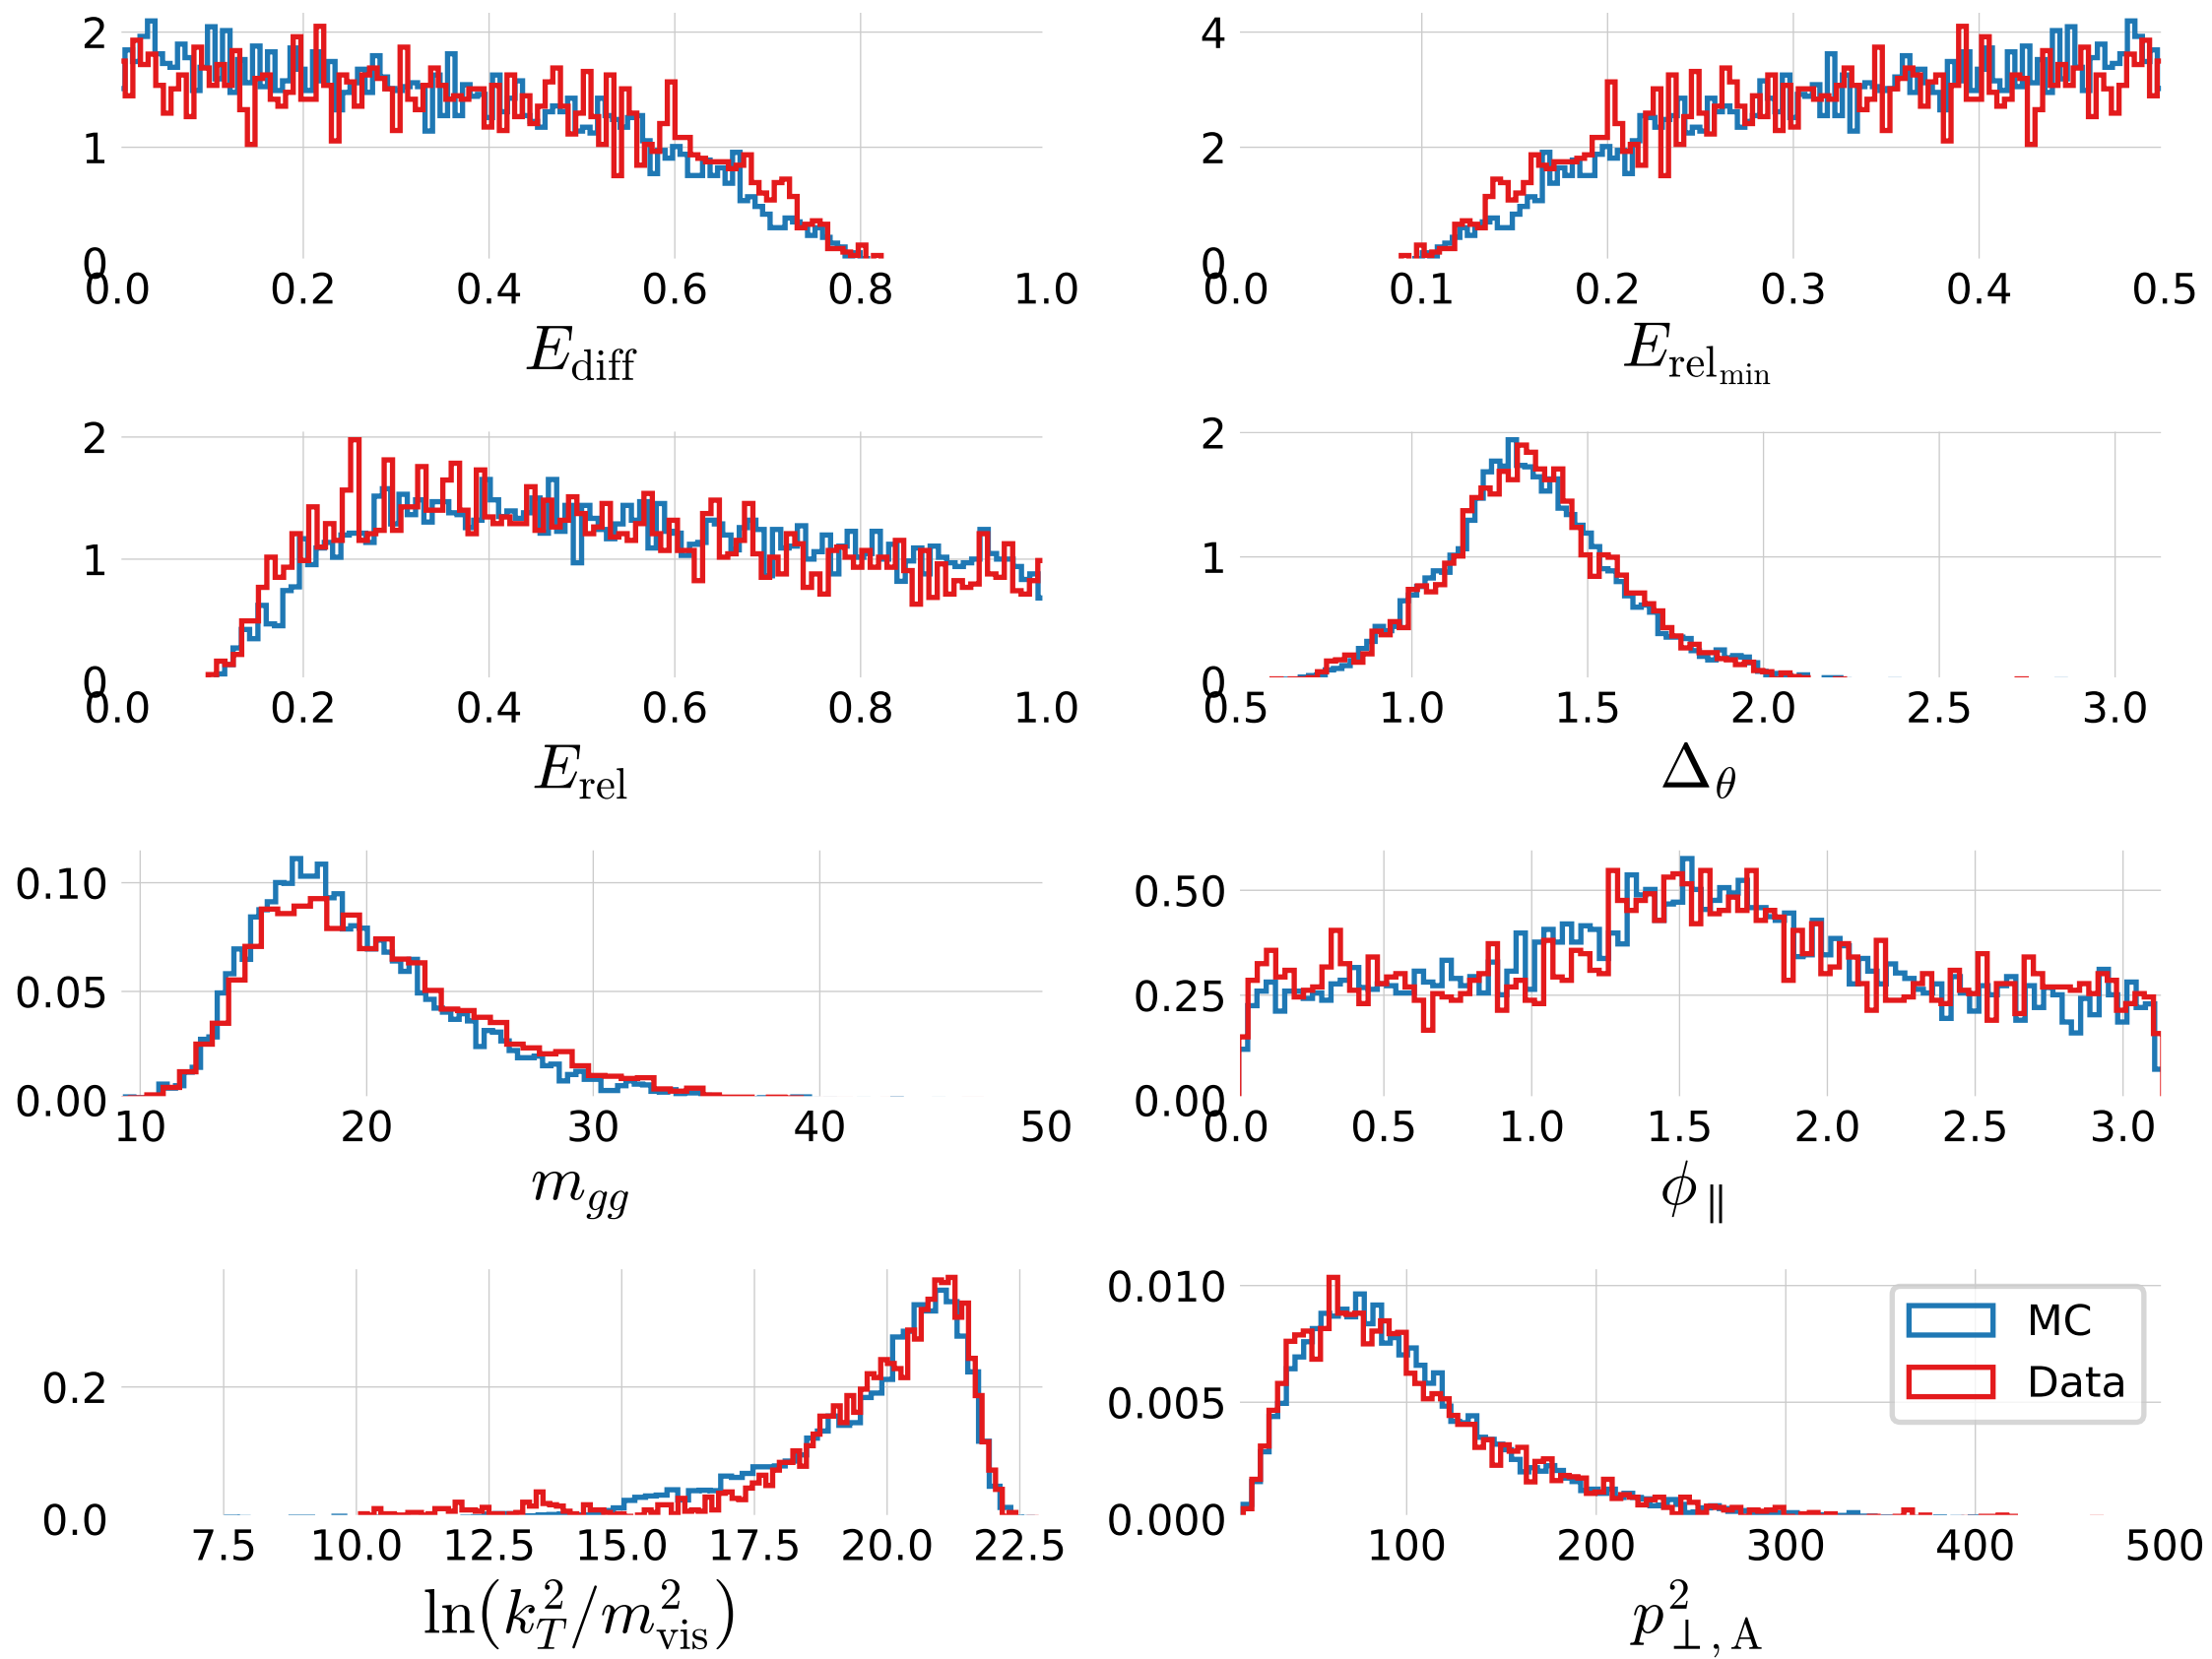 2
1
0
0.0 0.2 0.4 0.6 0.8 1.0
E_diff
4
2
0
0.0 0.1 0.2 0.3 0.4 0.5
E_rel_min
2
1
0
0.0 0.2 0.4 0.6 0.8 1.0
E_rel
2
1
0
0.5 1.0 1.5 2.0 2.5 3.0
Δ_θ
0.10
0.05
0.00
10 20 30 40 50
m_gg
0.50
0.25
0.00
0.0 0.5 1.0 1.5 2.0 2.5 3.0
ϕ_∥
0.2
0.0
7.5 10.0 12.5 15.0 17.5 20.0 22.5
ln(k_T^2/m_vis^2)
0.010
0.005
0.000
100 200 300 400 500
p_⊥,A^2
MC
Data